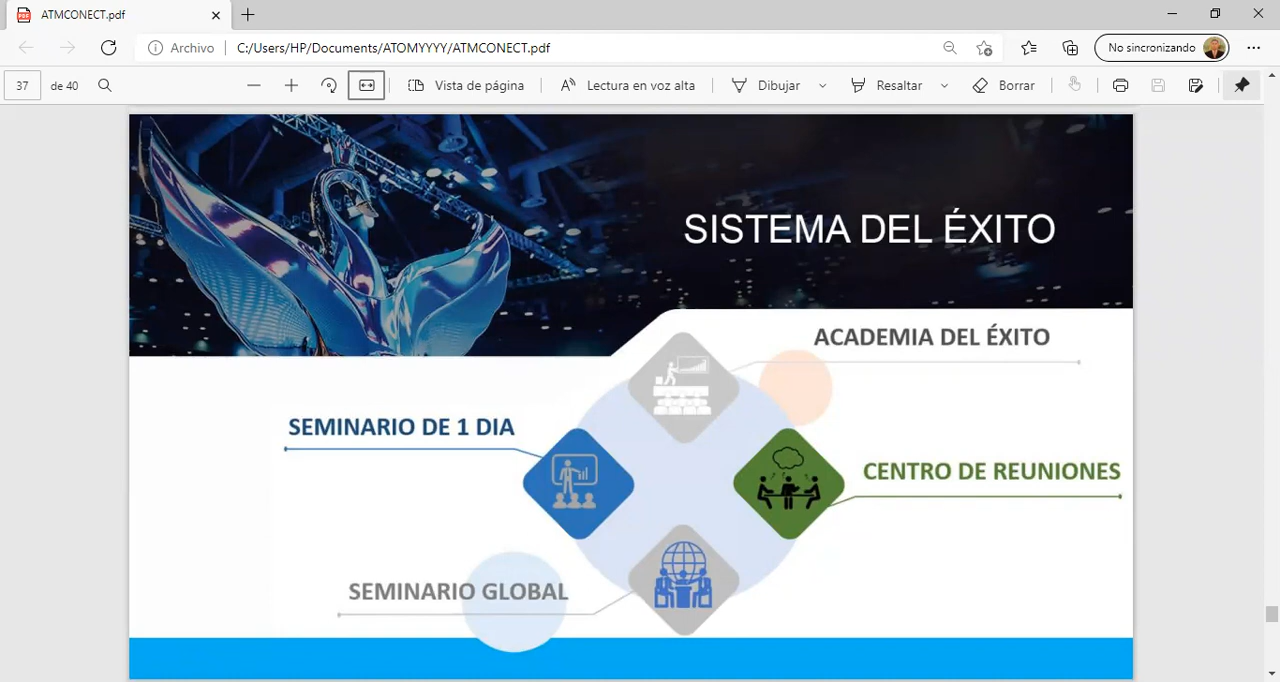 ATMCONECT.pdf
Archivo
C:/Users/HP/Documents/ATOMYYYY/ATMCONECT.pdf
No sincronizando
37
de 40
Vista de página
Lectura en voz alta
Dibujar
Resaltar
Borrar
SISTEMA DEL ÉXITO
ACADEMIA DEL ÉXITO
SEMINARIO DE 1 DIA
CENTRO DE REUNIONES
SEMINARIO GLOBAL